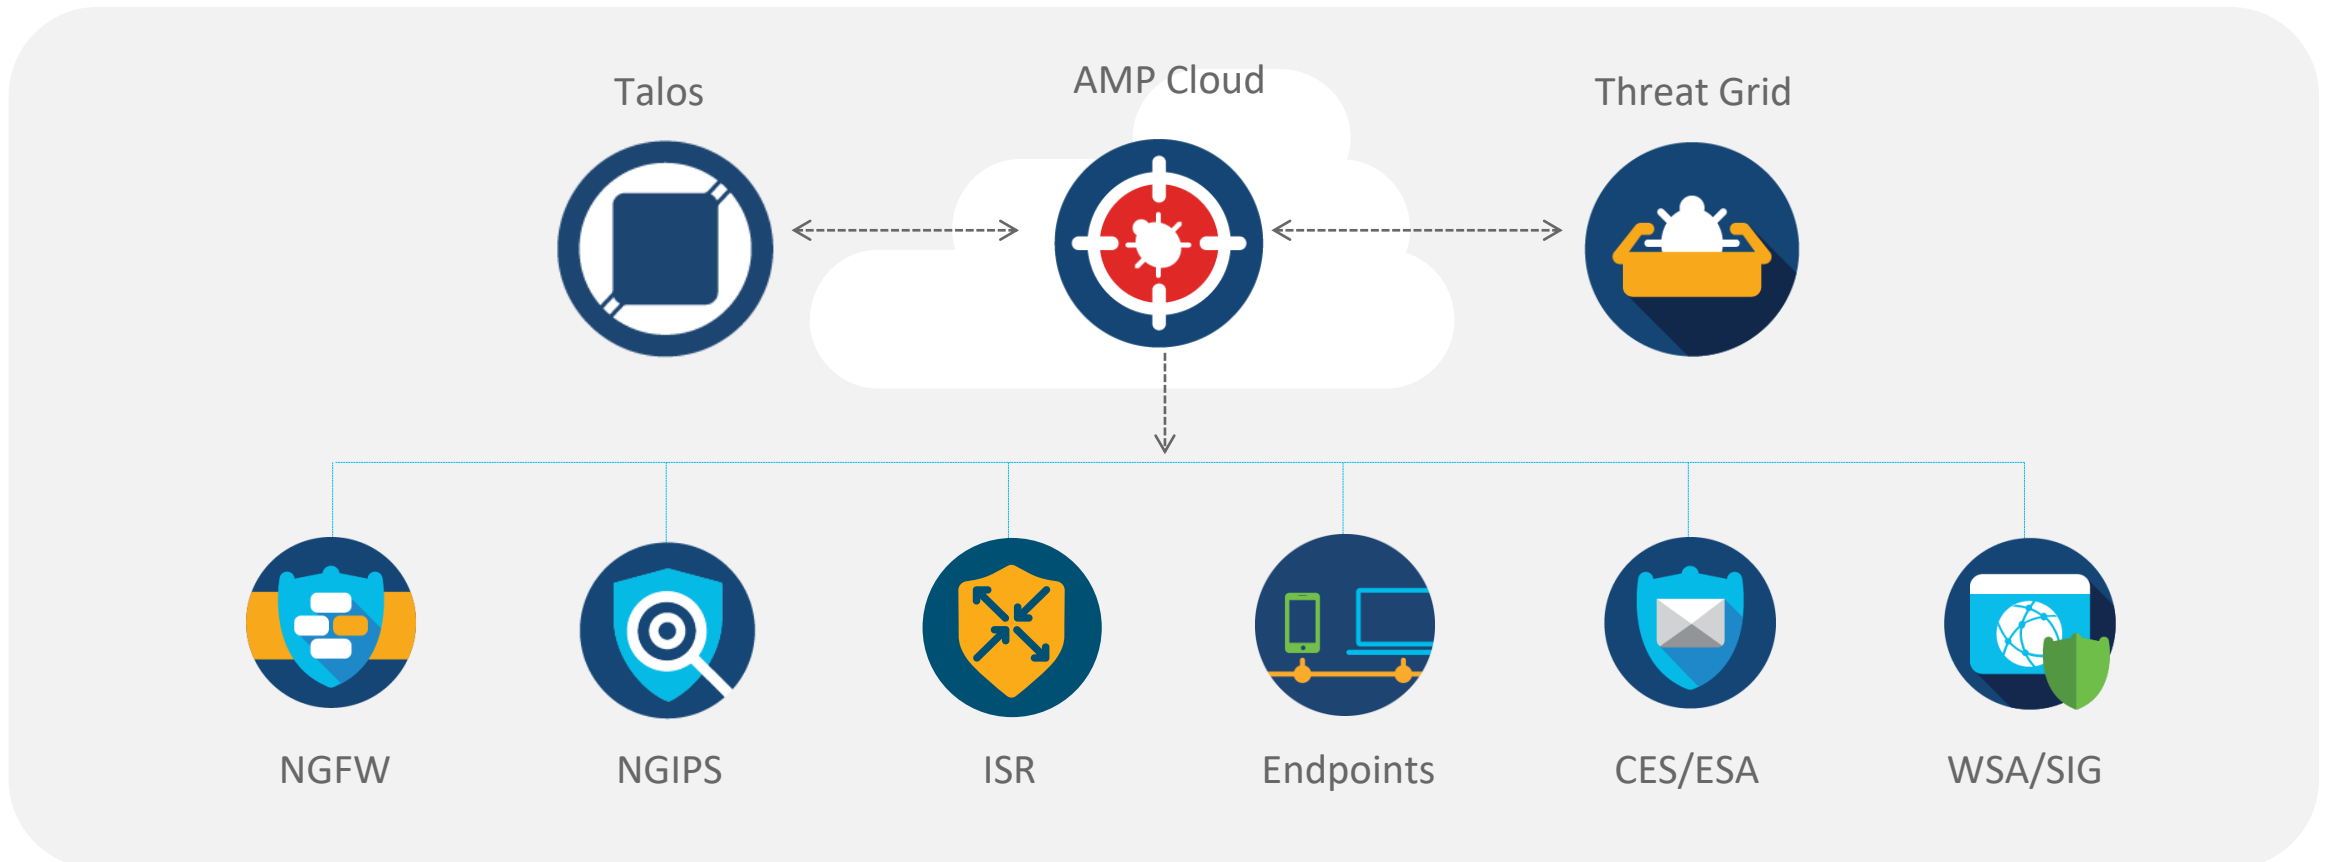 Talos
AMP Cloud
Threat Grid
NGFW
NGIPS
ISR
Endpoints
CES/ESA
WSA/SIG